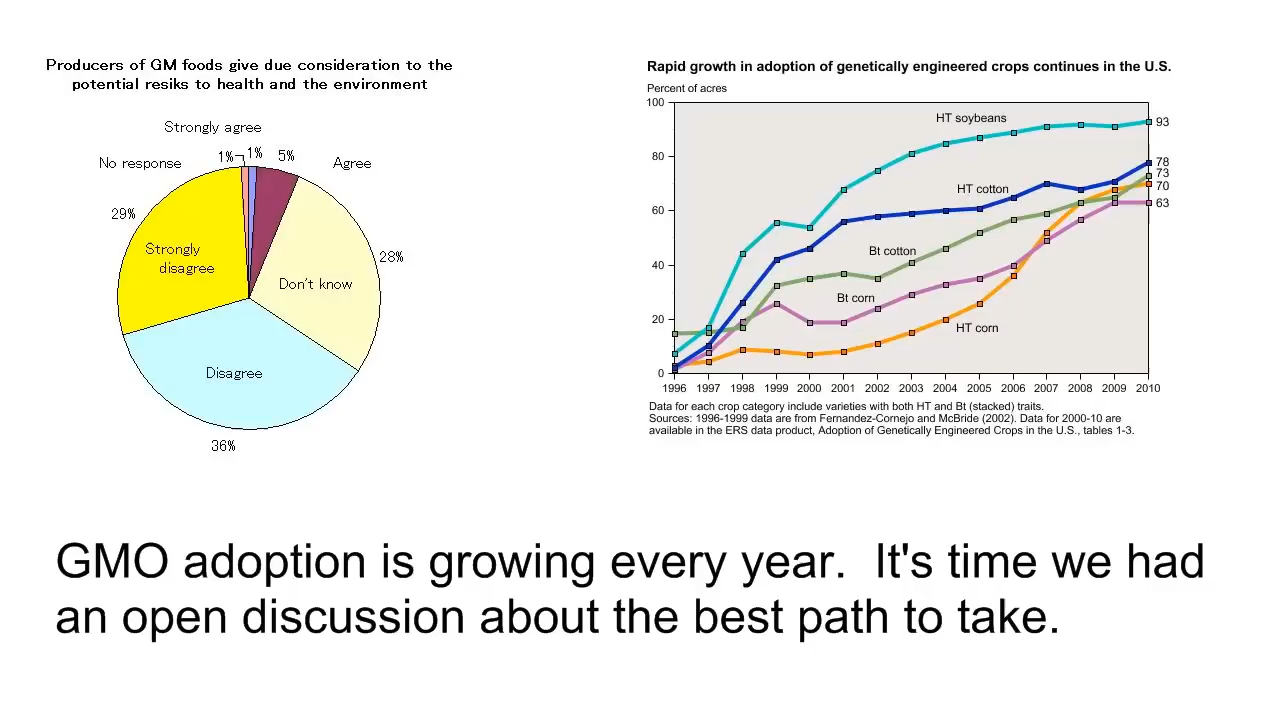 Producers of GM foods give due consideration to the
potential resiks to health and the environment
Strongly agree
1%
1%
5%
No response
Agree
29%
Strongly
disagree
28%
Don't know
Disagree
36%
Rapid growth in adoption of genetically engineered crops continues in the U.S.
Percent of acres
100
80
60
40
20
0
HT soybeans
HT cotton
Bt cotton
Bt corn
HT corn
93
78
73
70
63
1996 1997 1998 1999 2000 2001 2002 2003 2004 2005 2006 2007 2008 2009 2010
Data for each crop category include varieties with both HT and Bt (stacked) traits.
Sources: 1996-1999 data are from Fernandez-Cornejo and McBride (2002). Data for 2000-10 are
available in the ERS data product, Adoption of Genetically Engineered Crops in the U.S., tables 1-3.
GMO adoption is growing every year.  It's time we had
an open discussion about the best path to take.